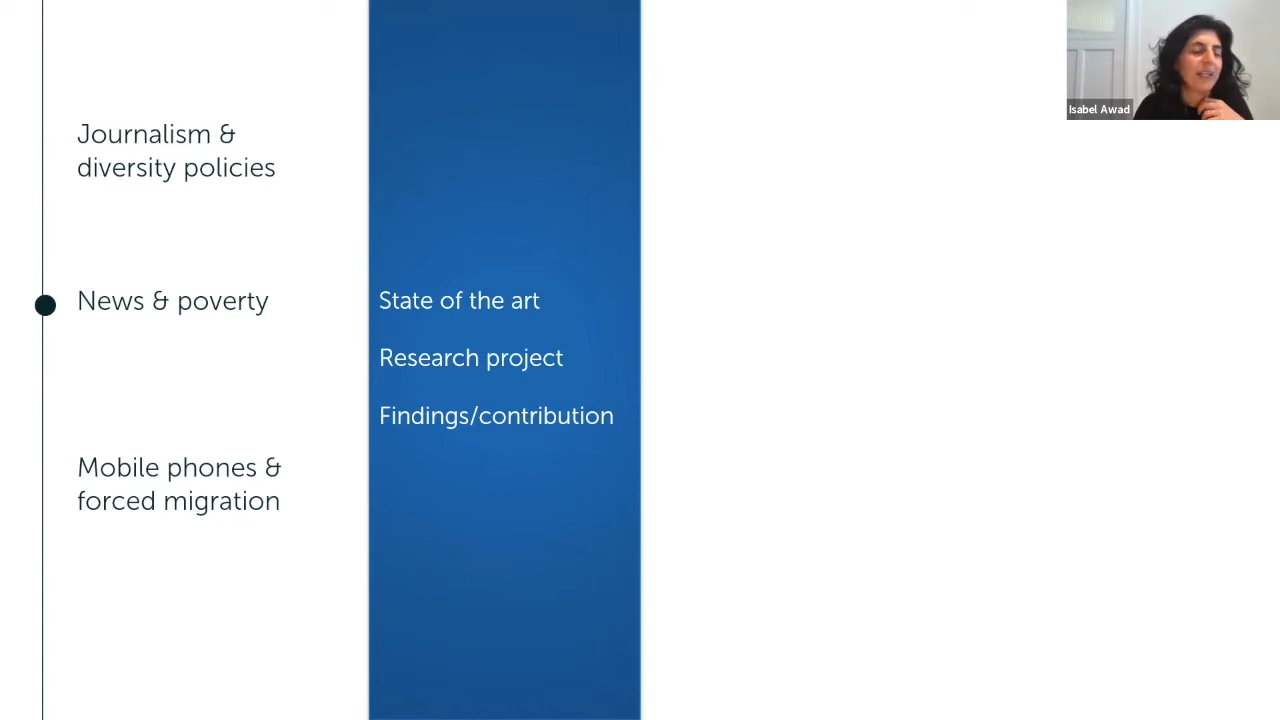 Journalism &
diversity policies
News & poverty
Mobile phones &
forced migration
State of the art
Research project
Findings/contribution
Isabel Awad